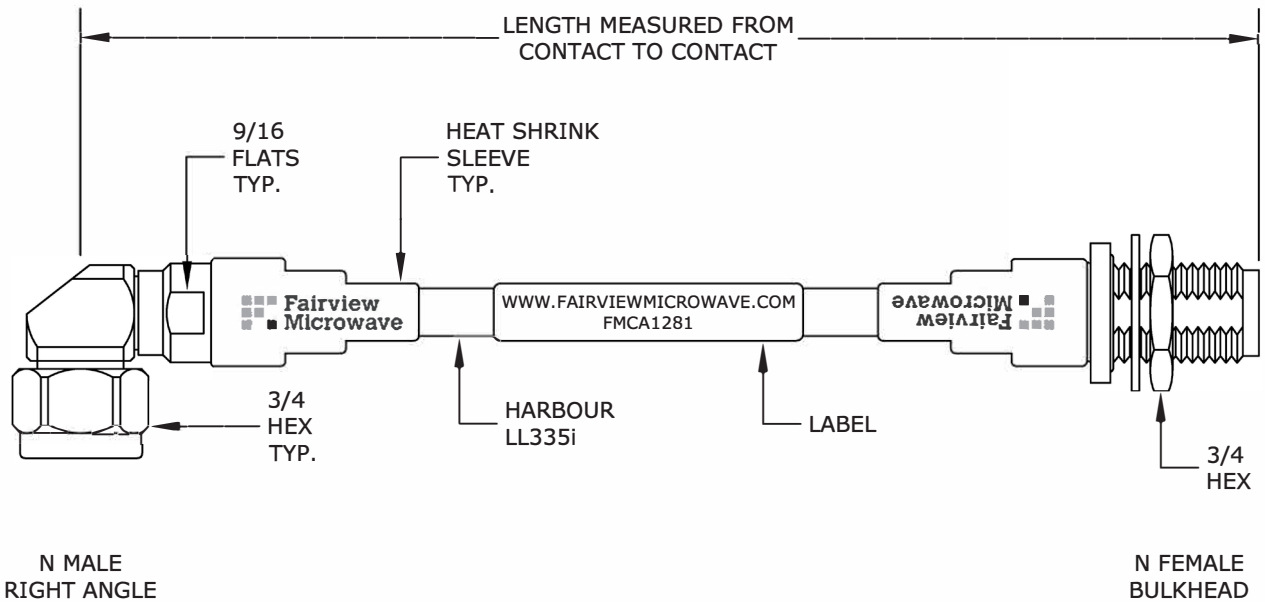 LENGTH MEASURED FROM
CONTACT TO CONTACT
9/16
FLATS
TYP.
HEAT SHRINK
SLEEVE
TYP.
Fairview
Microwave
WWW.FAIRVIEWMICROWAVE.COM
FMCA1281
Fairview
Microwave
3/4
HEX
TYP.
HARBOUR
LL335i
LABEL
3/4
HEX
N MALE
RIGHT ANGLE
N FEMALE
BULKHEAD